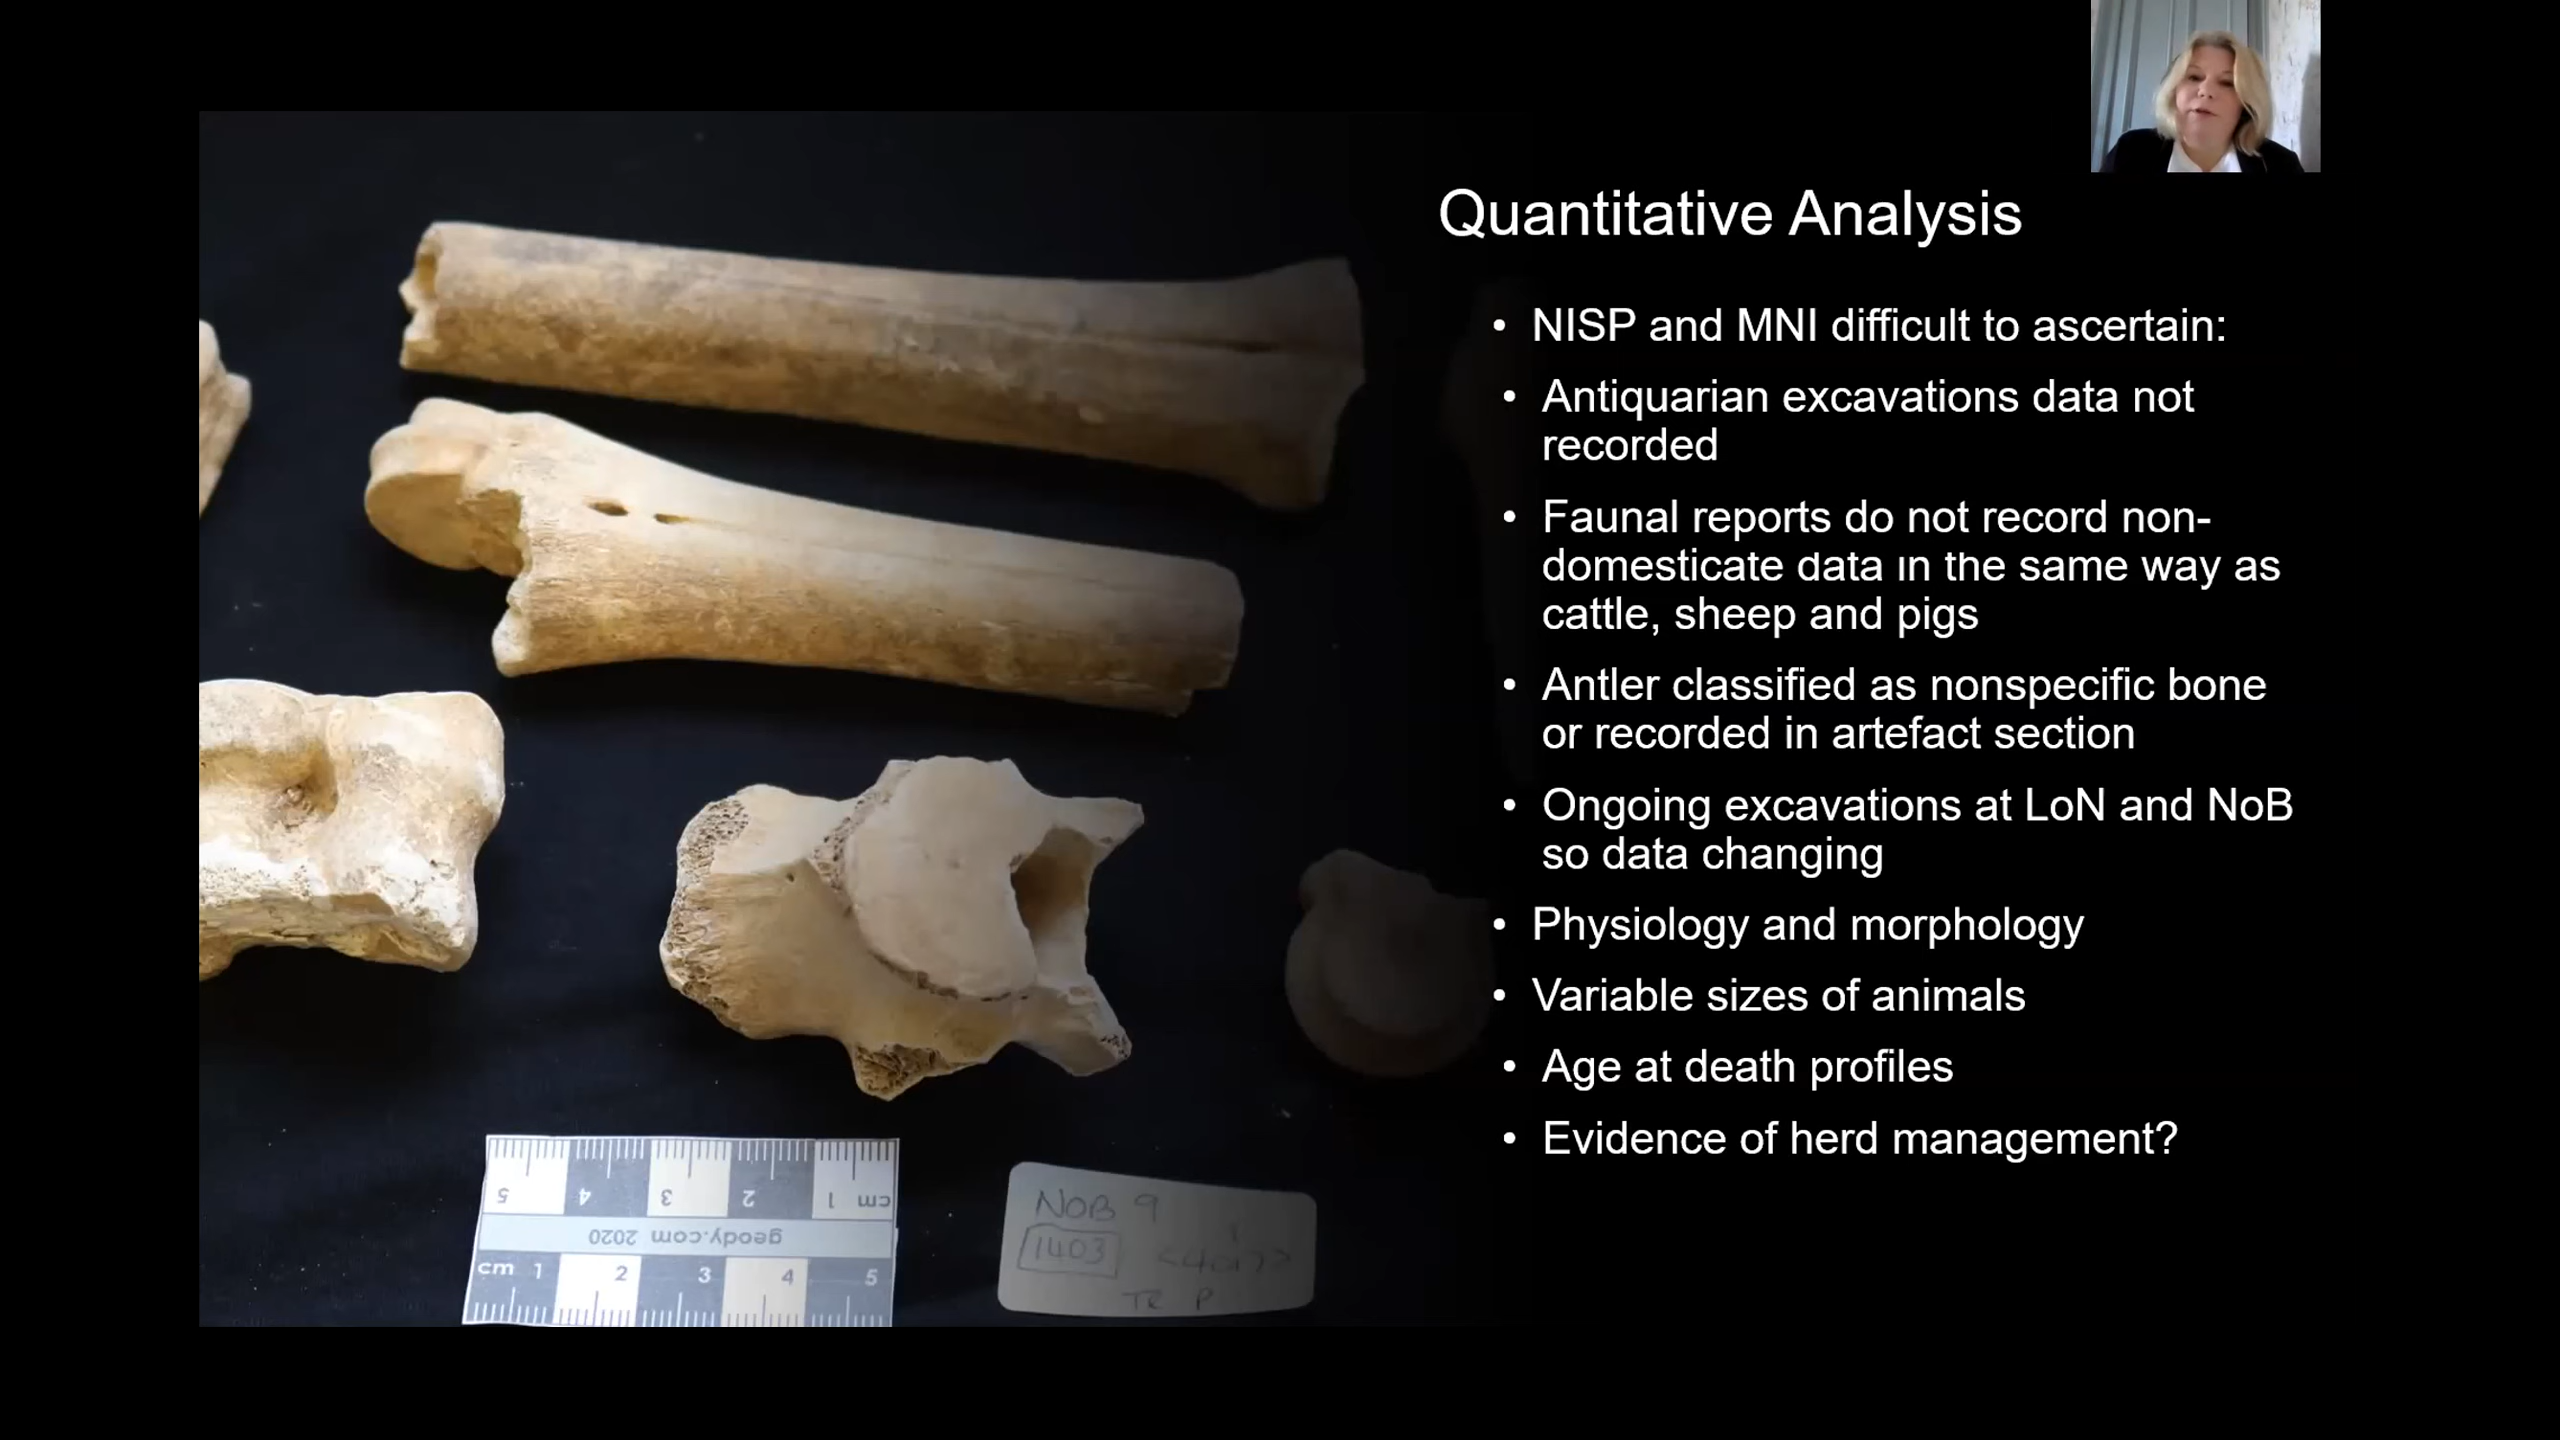 Quantitative Analysis
• NISP and MNI difficult to ascertain:
• Antiquarian excavations data not
recorded
• Faunal reports do not record non-
domesticate data in the same way as
cattle, sheep and pigs
• Antler classified as nonspecific bone
or recorded in artefact section
• Ongoing excavations at LoN and NoB
so data changing
• Physiology and morphology
• Variable sizes of animals
• Age at death profiles
• Evidence of herd management?
5 4 3 2 1 cm
geody.com 2020
cm 1 2 3 4 5
NOB 9
1403
TR P